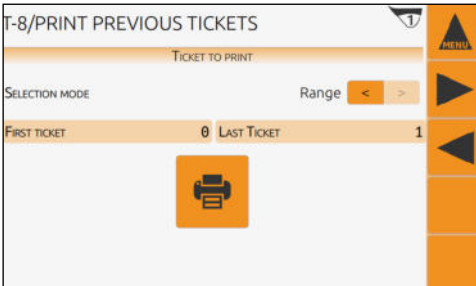 T-8/PRINT PREVIOUS TICKETS 1
MENU
TICKET TO PRINT
SELECTION MODE Range < >
FIRST TICKET 0 LAST TICKET 1